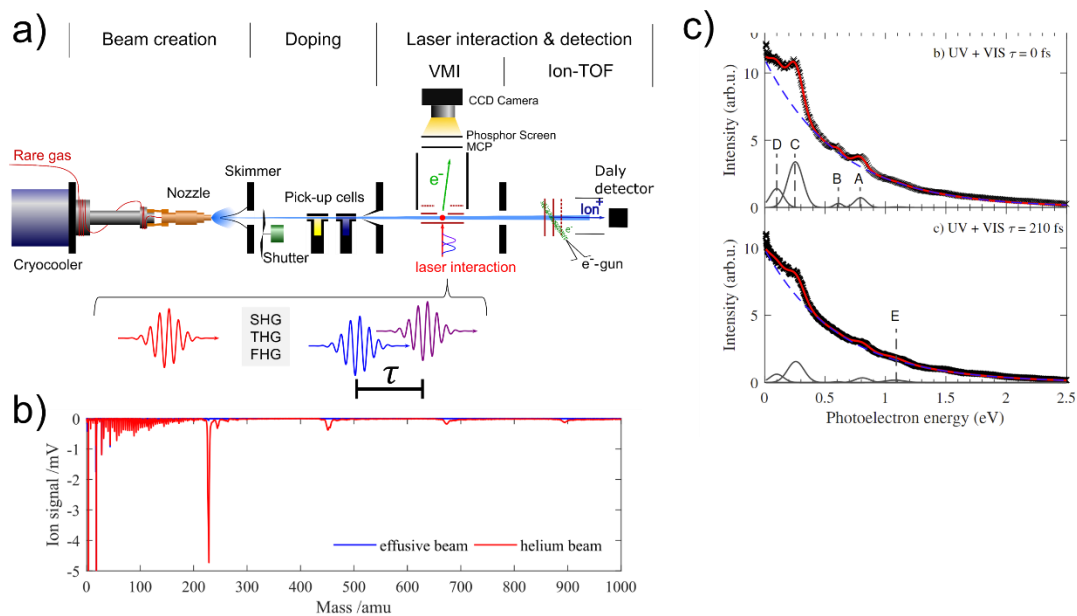 a)
Beam creation
Doping
Laser interaction & detection
VMI
Ion-TOF
CCD Camera
Phosphor Screen
MCP
Rare gas
Nozzle
Skimmer
Pick-up cells
e-
Daly
detector
Ion+
e-
Shutter
Cryocooler
laser interaction
e--gun
SHG
THG
FHG
τ
b)
Ion signal /mV
0
-1
-2
-3
-4
-5
effusive beam
helium beam
0 100 200 300 400 500 600 700 800 900 1000
Mass /amu
c)
b) UV + VIS τ = 0 fs
Intensity (arb.u.)
10
5
0
D C B A
c) UV + VIS τ = 210 fs
Intensity (arb.u.)
10
5
0
E
0 0.5 1.0 1.5 2.0 2.5
Photoelectron energy (eV)